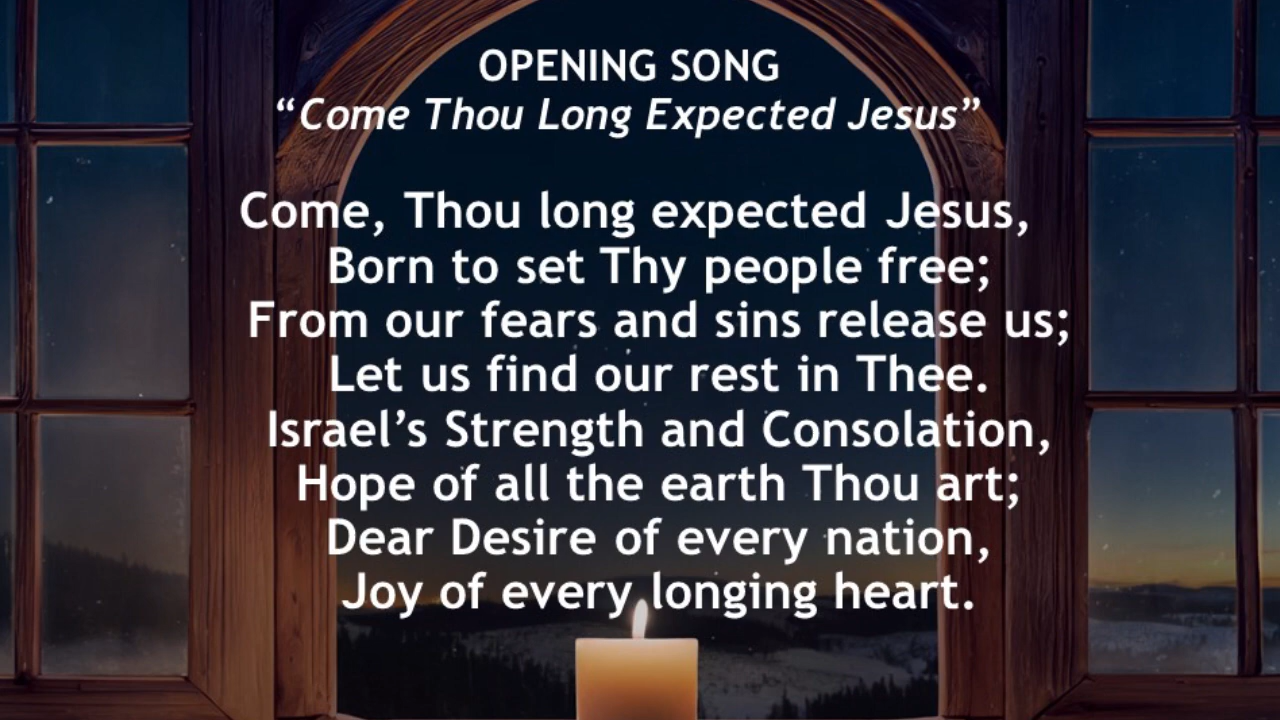 OPENING SONG
“Come Thou Long Expected Jesus”
Come, Thou long expected Jesus,
Born to set Thy people free;
From our fears and sins release us;
Let us find our rest in Thee.
Israel’s Strength and Consolation,
Hope of all the earth Thou art;
Dear Desire of every nation,
Joy of every longing heart.